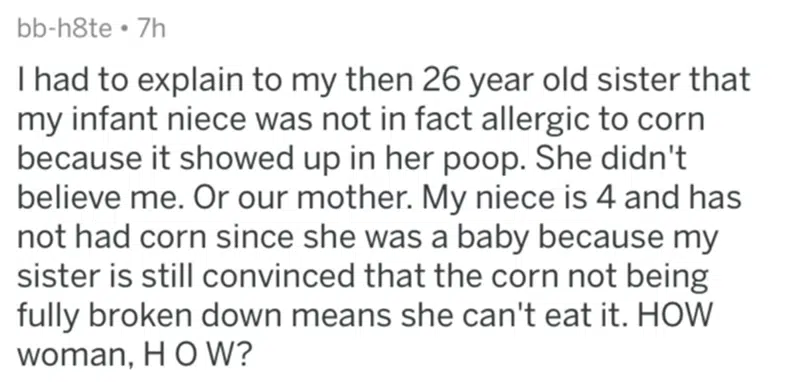 bb-h8te • 7h
I had to explain to my then 26 year old sister that
my infant niece was not in fact allergic to corn
because it showed up in her poop. She didn't
believe me. Or our mother. My niece is 4 and has
not had corn since she was a baby because my
sister is still convinced that the corn not being
fully broken down means she can't eat it. HOW
woman, H O W?